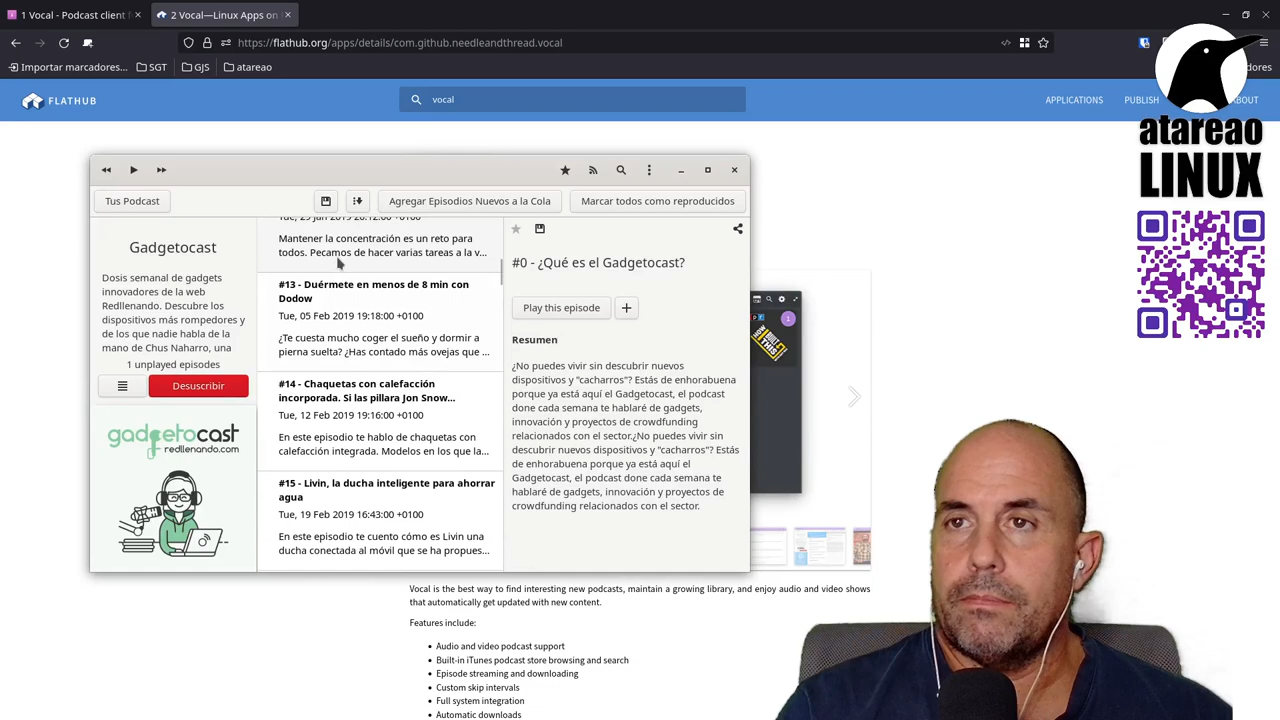 1 Vocal - Podcast client f
2 Vocal—Linux Apps on
https://flathub.org/apps/details/com.github.needleandthread.vocal
Importar marcadores...
SGT
GJS
atareao
FLATHUB
vocal
APPLICATIONS
PUBLISH
atareao
LINUX
Tus Podcast
Agregar Episodios Nuevos a la Cola
Marcar todos como reproducidos
Gadgetocast
Dosis semanal de gadgets
innovadores de la web
Redllenando. Descubre los
dispositivos más rompedores y
de los que nadie habla de la
mano de Chus Naharro, una
1 unplayed episodes
Desuscribir
gadgetocast
redllenando.com
Tue, 29 Jan 2019 20:12:00 +0100
Mantener la concentración es un reto para
todos. Pecamos de hacer varias tareas a la v...
#13 - Duérmete en menos de 8 min con
Dodow
Tue, 05 Feb 2019 19:18:00 +0100
¿Te cuesta mucho coger el sueño y dormir a
pierna suelta? ¿Has contado más ovejas que ...
#14 - Chaquetas con calefacción
incorporada. Si las pillara Jon Snow...
Tue, 12 Feb 2019 19:16:00 +0100
En este episodio te hablo de chaquetas con
calefacción integrada. Modelos en los que la...
#15 - Livin, la ducha inteligente para ahorrar
agua
Tue, 19 Feb 2019 16:43:00 +0100
En este episodio te cuento cómo es Livin una
ducha conectada al móvil que se ha propues...
#0 - ¿Qué es el Gadgetocast?
Play this episode
Resumen
¿No puedes vivir sin descubrir nuevos
dispositivos y "cacharros"? Estás de enhorabuena
porque ya está aquí el Gadgetocast, el podcast
done cada semana te hablaré de gadgets,
innovación y proyectos de crowdfunding
relacionados con el sector.¿No puedes vivir sin
descubrir nuevos dispositivos y "cacharros"? Estás
de enhorabuena porque ya está aquí el
Gadgetocast, el podcast done cada semana te
hablaré de gadgets, innovación y proyectos de
crowdfunding relacionados con el sector.
NOW
BUILT
THIS
1
Vocal is the best way to find interesting new podcasts, maintain a growing library, and enjoy audio and video shows
that automatically get updated with new content.
Features include:
• Audio and video podcast support
• Built-in iTunes podcast store browsing and search
• Episode streaming and downloading
• Custom skip intervals
• Full system integration
• Automatic downloads